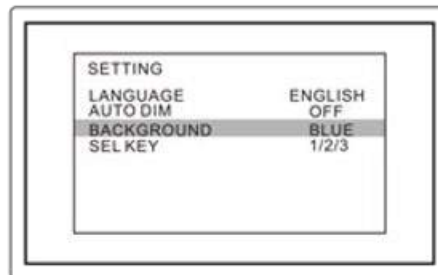 SETTING
LANGUAGE ENGLISH
AUTO DIM OFF
BACKGROUND BLUE
SEL KEY 1/2/3